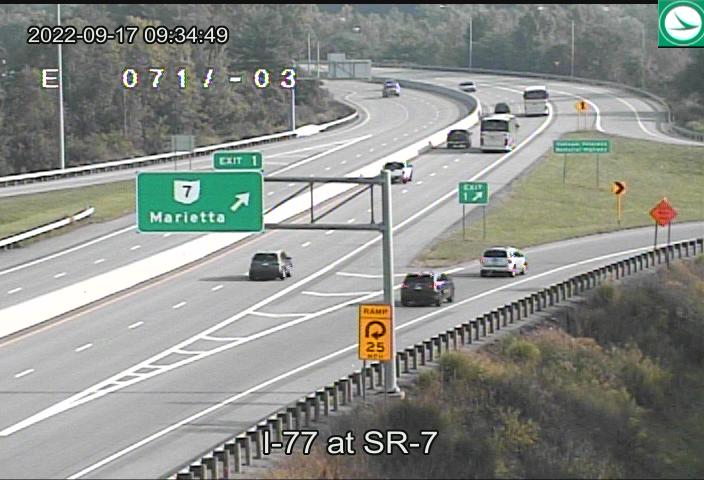 2022-09-17 09:34:49
E 071/-03
EXIT 1
7
Marietta
EXIT
1
RAMP
25
MPH
I-77 at SR-7